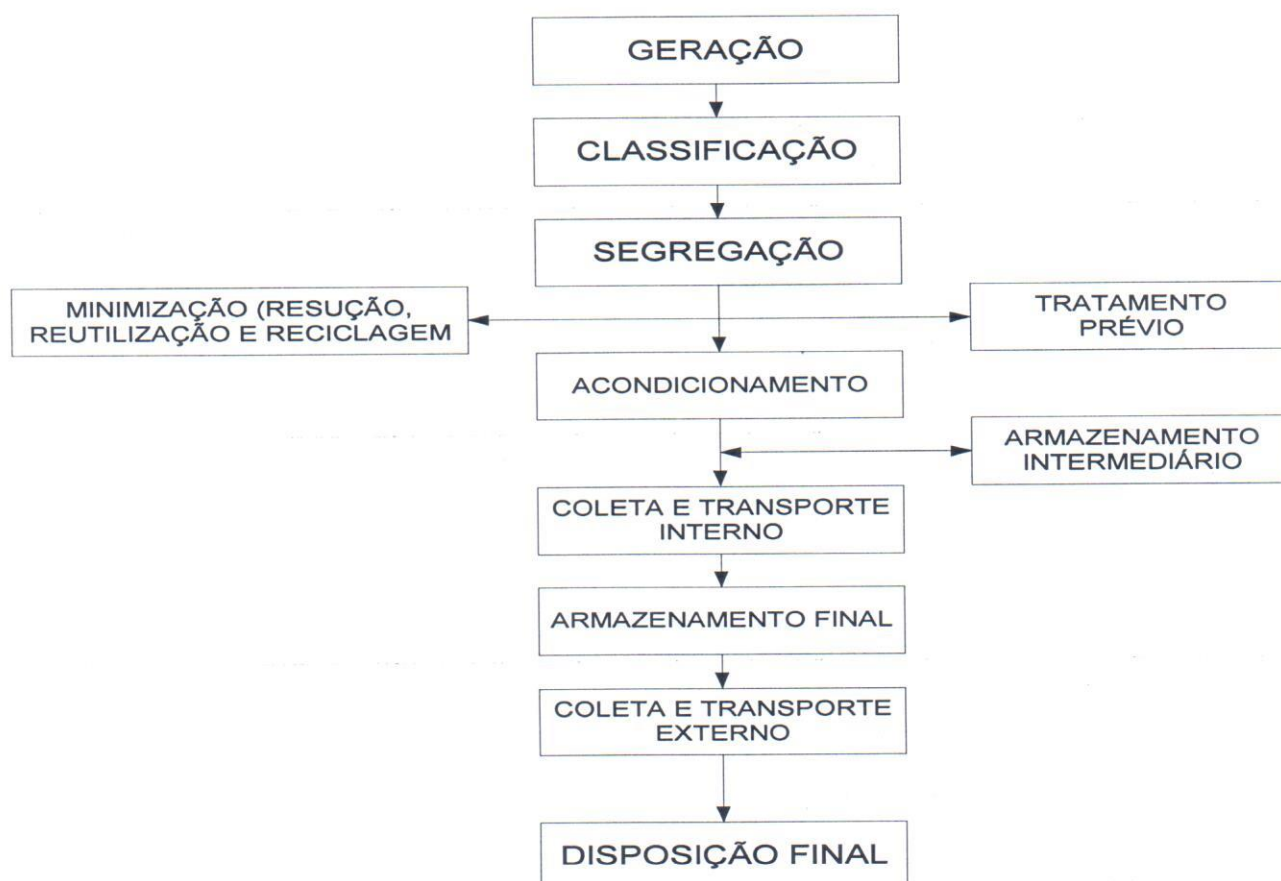 GERAÇÃO
CLASSIFICAÇÃO
SEGREGAÇÃO
MINIMIZAÇÃO (RESUÇÃO,
REUTILIZAÇÃO E RECICLAGEM
TRATAMENTO
PRÉVIO
ACONDICIONAMENTO
ARMAZENAMENTO
INTERMEDIÁRIO
COLETA E TRANSPORTE
INTERNO
ARMAZENAMENTO FINAL
COLETA E TRANSPORTE
EXTERNO
DISPOSIÇÃO FINAL